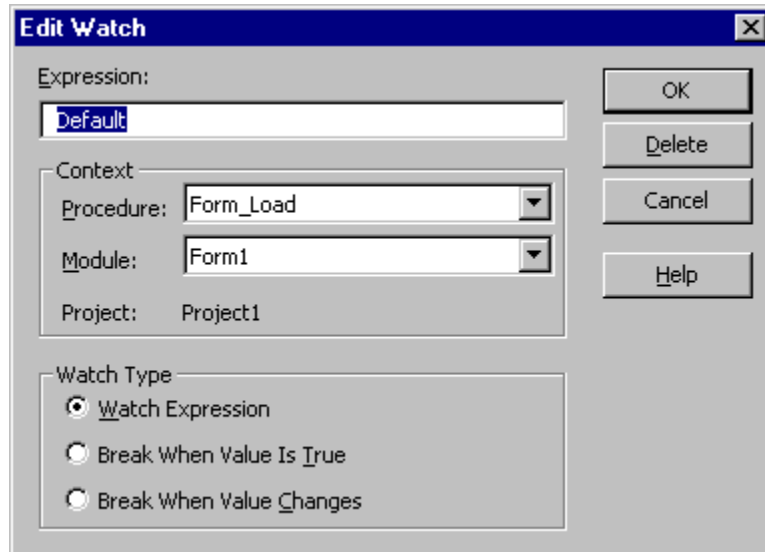 Edit Watch
Expression:
Default
OK
Delete
Cancel
Help
Context
Procedure: Form_Load
Module: Form1
Project: Project1
Watch Type
Watch Expression
Break When Value Is True
Break When Value Changes